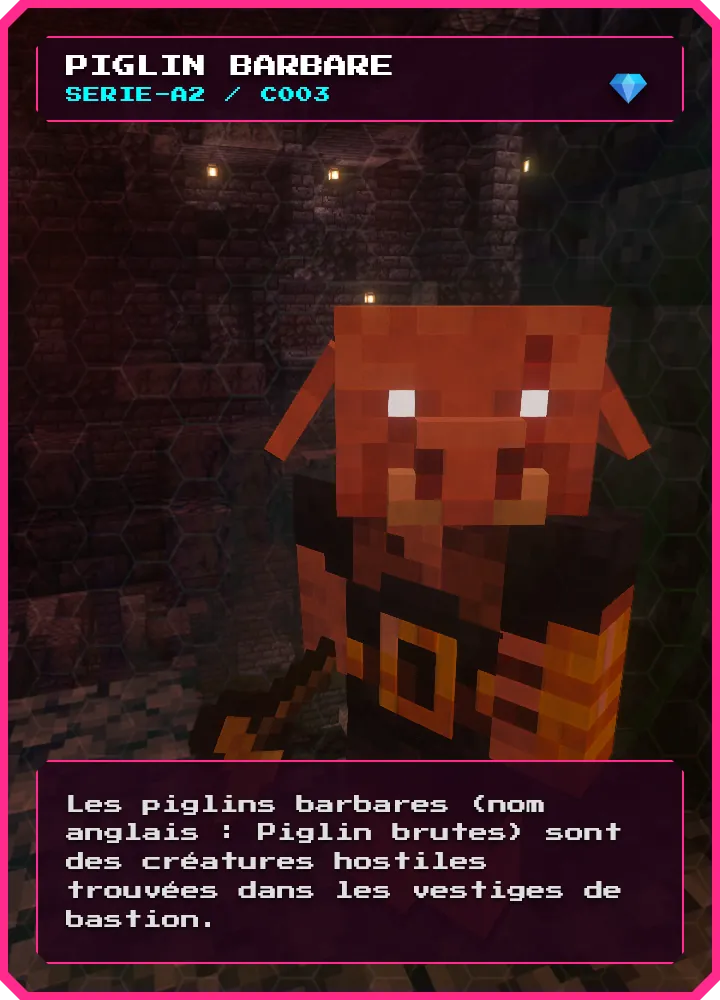 PIGLIN BARBARE
SERIE-A2 / C003
Les piglins barbares (nom
anglais : Piglin brutes) sont
des créatures hostiles
trouvées dans les vestiges de
bastion.